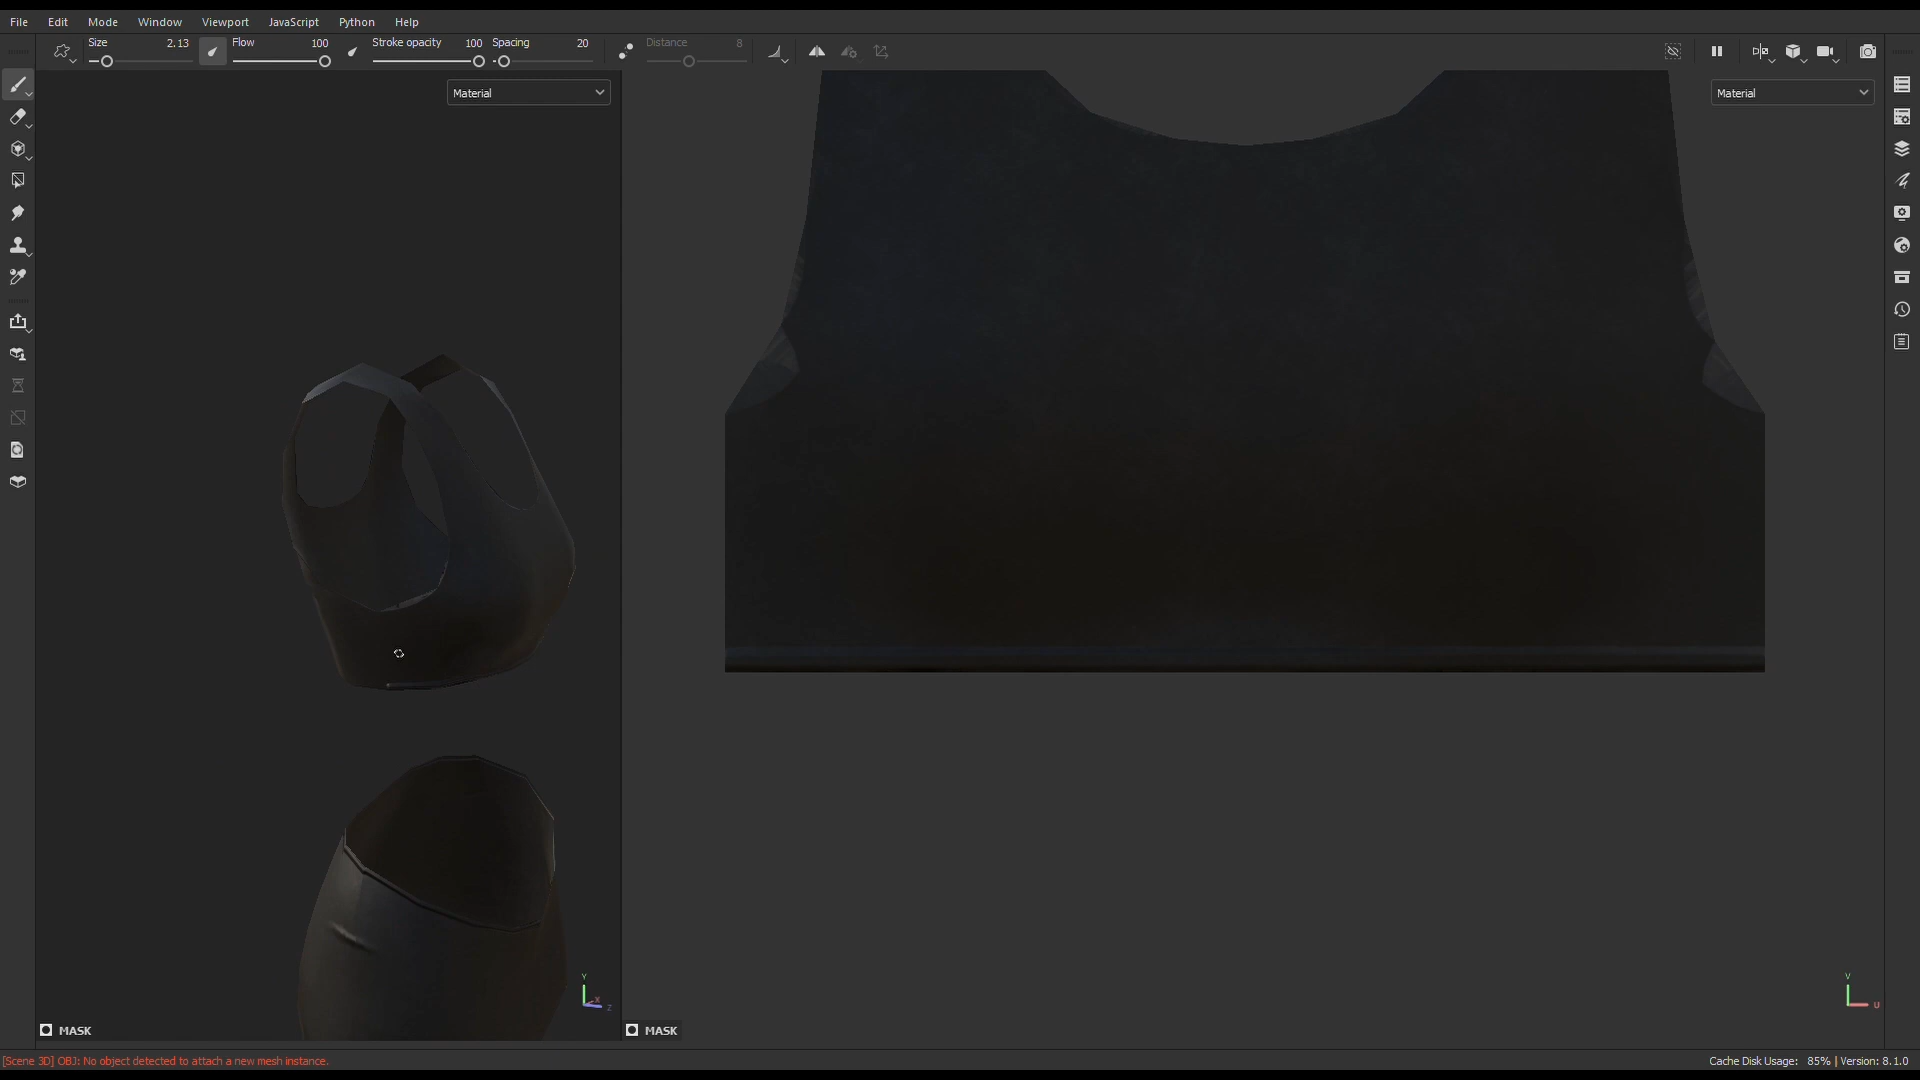 File Edit Mode Window Viewport JavaScript Python Help
Size 2.13 Flow 100 Stroke opacity 100 Spacing 20 Distance 8
Material Material
Y
X
Z
V
U
MASK MASK
[Scene 3D] OBJ: No object detected to attach a new mesh instance. Cache Disk Usage: 85% | Version: 8.1.0